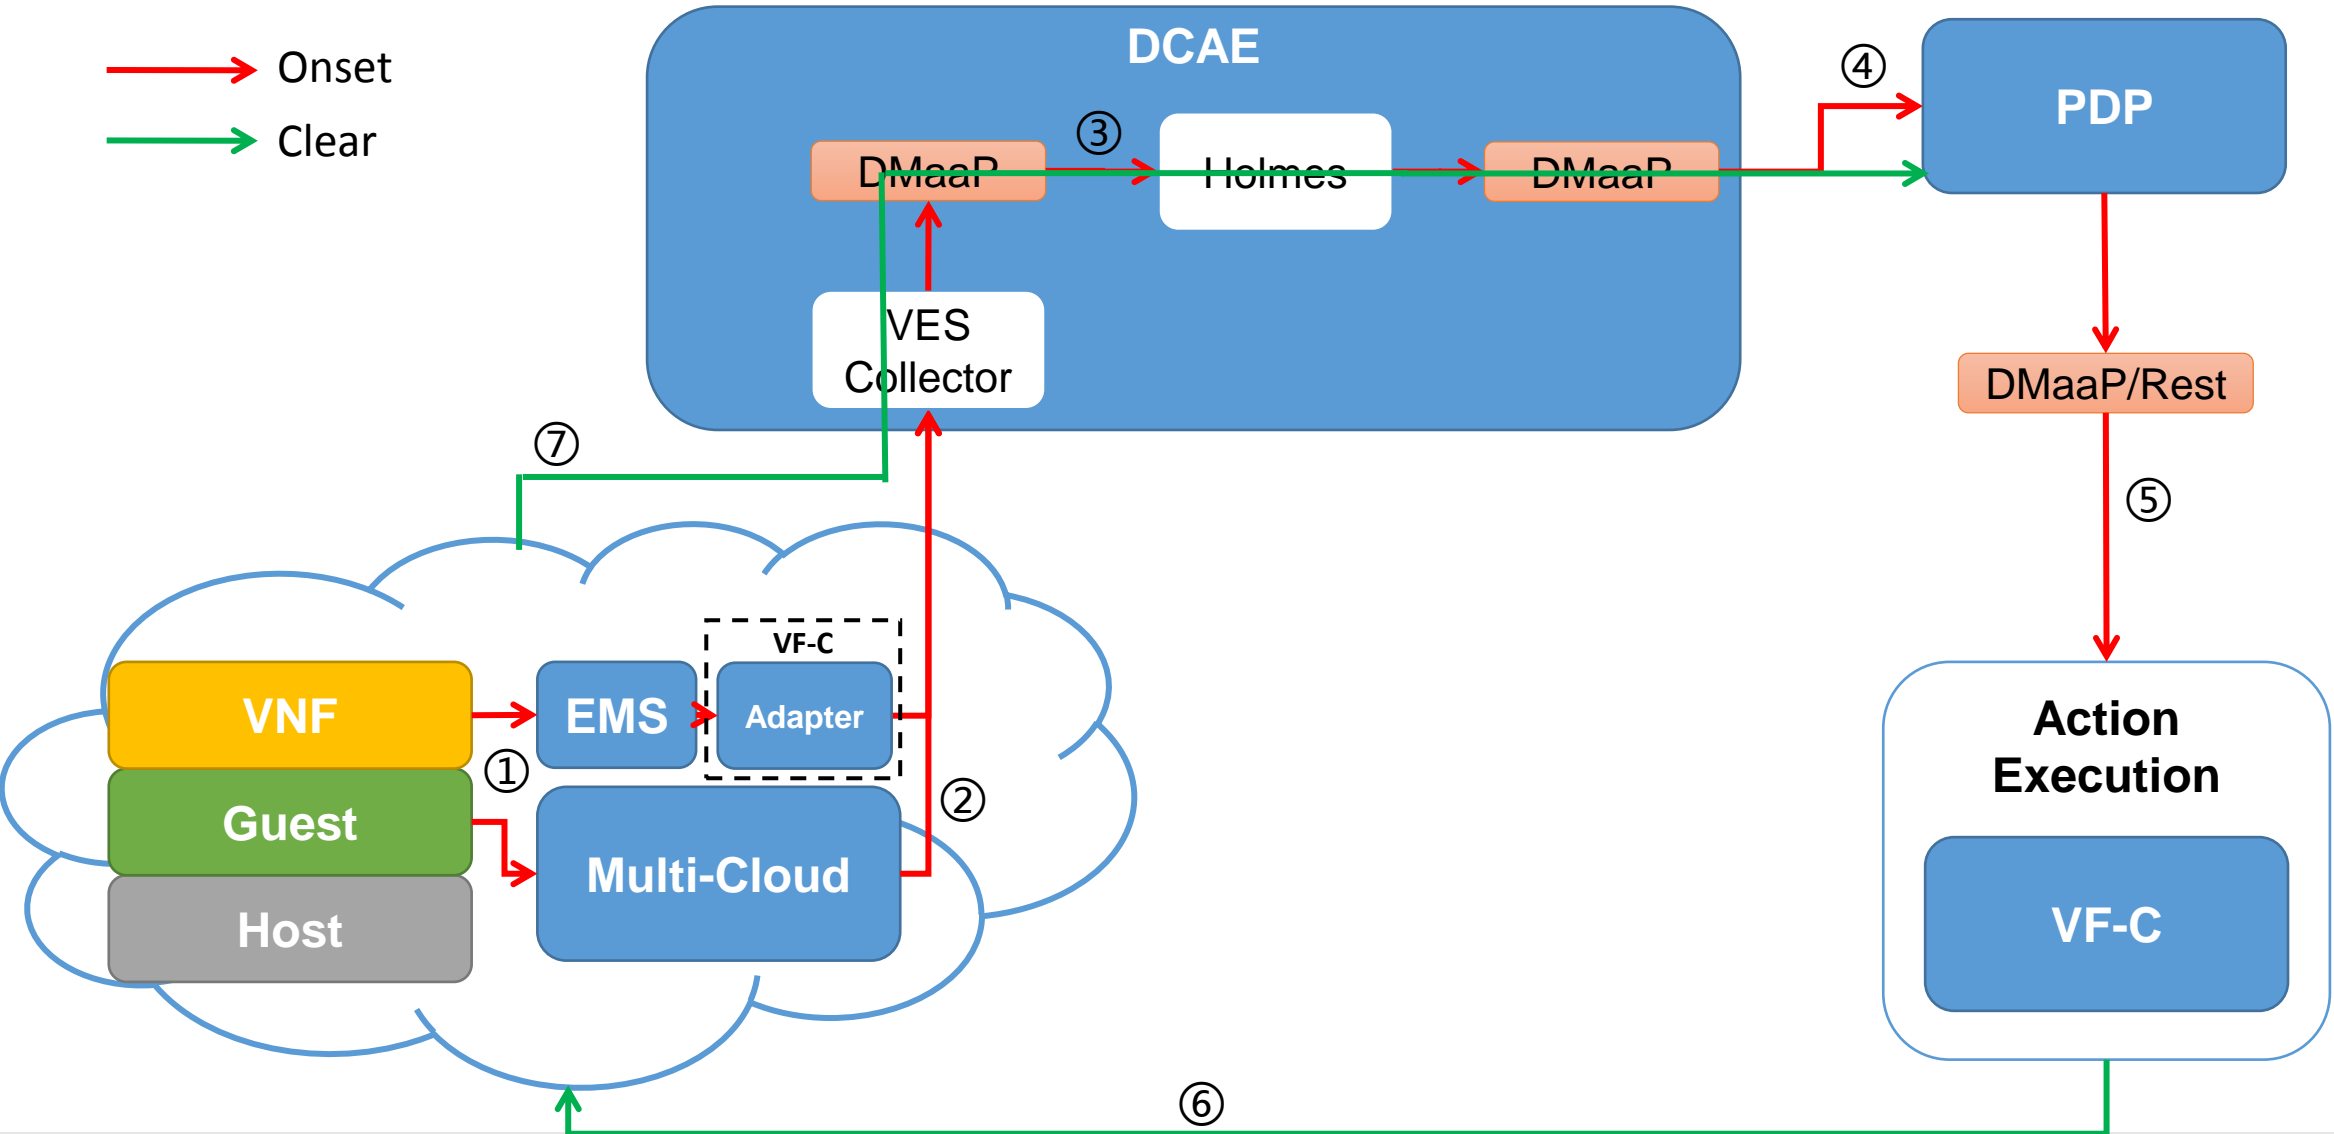 Onset
Clear
DCAE
④
PDP
③
DMaaP
Holmes
DMaaP
VES
Collector
DMaaP/Rest
⑦
⑤
VF-C
VNF
EMS
Adapter
①
②
Guest
Multi-Cloud
Host
Action
Execution
VF-C
⑥